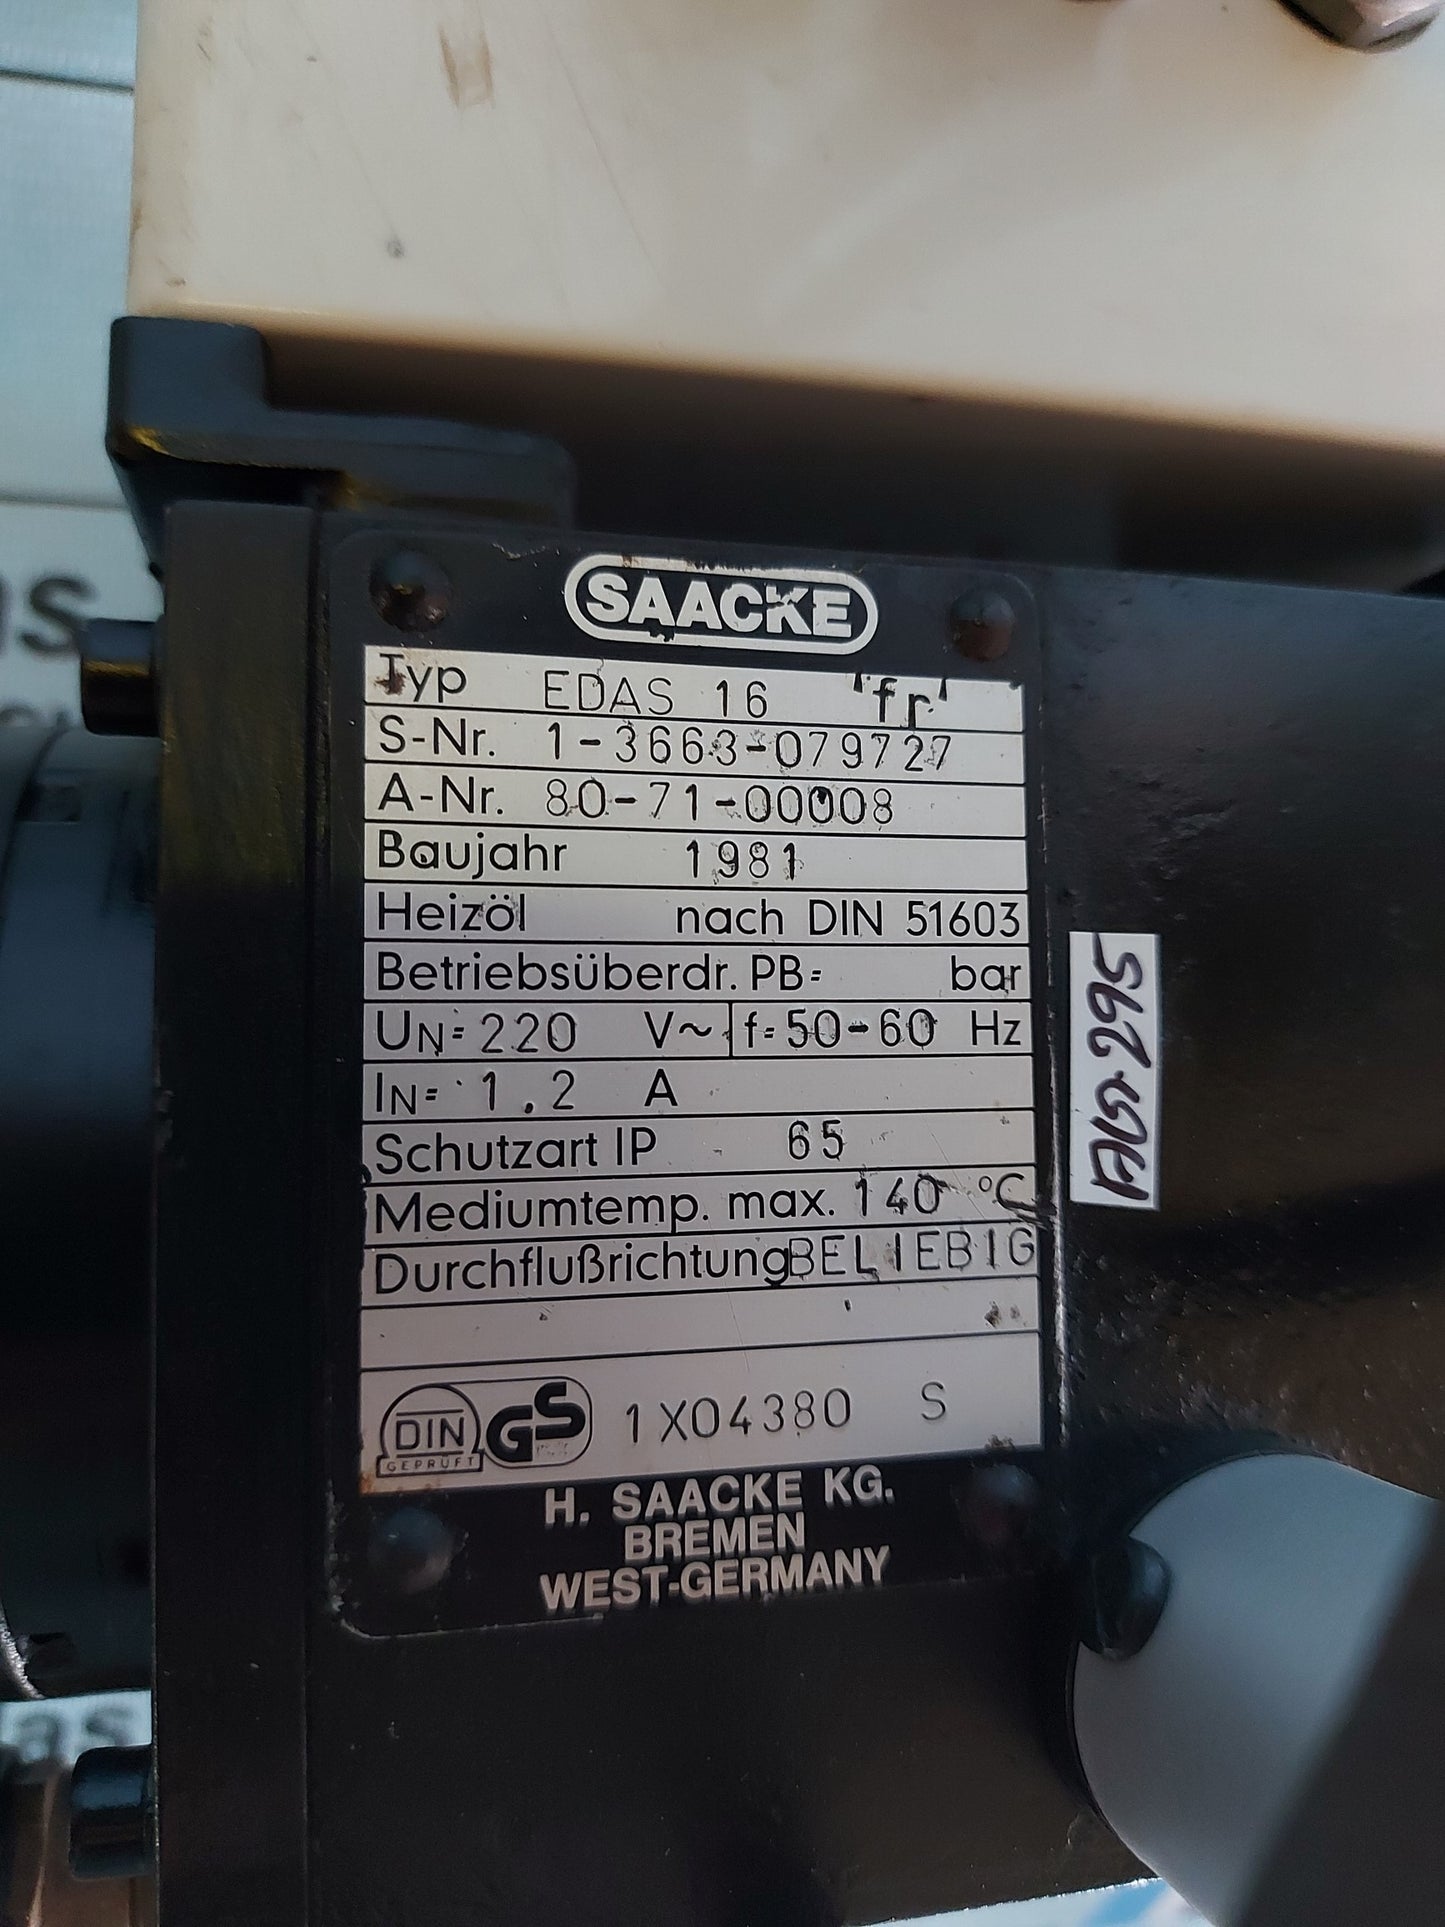 SAACKE
Typ EDAS 16 'fr'
S-Nr. 1-3663-079727
A-Nr. 80-71-00008
Baujahr 1981
Heizöl nach DIN 51603
Betriebsüberdr. PB= bar
UN= 220 V~ f= 50-60 Hz
IN= 1,2 A
Schutzart IP 65
Mediumtemp. max. 140 °C
Durchflußrichtung BELIEBIG
DIN GS 1X04380 S
GEPRÜFT
H. SAACKE KG.
BREMEN
WEST-GERMANY
as